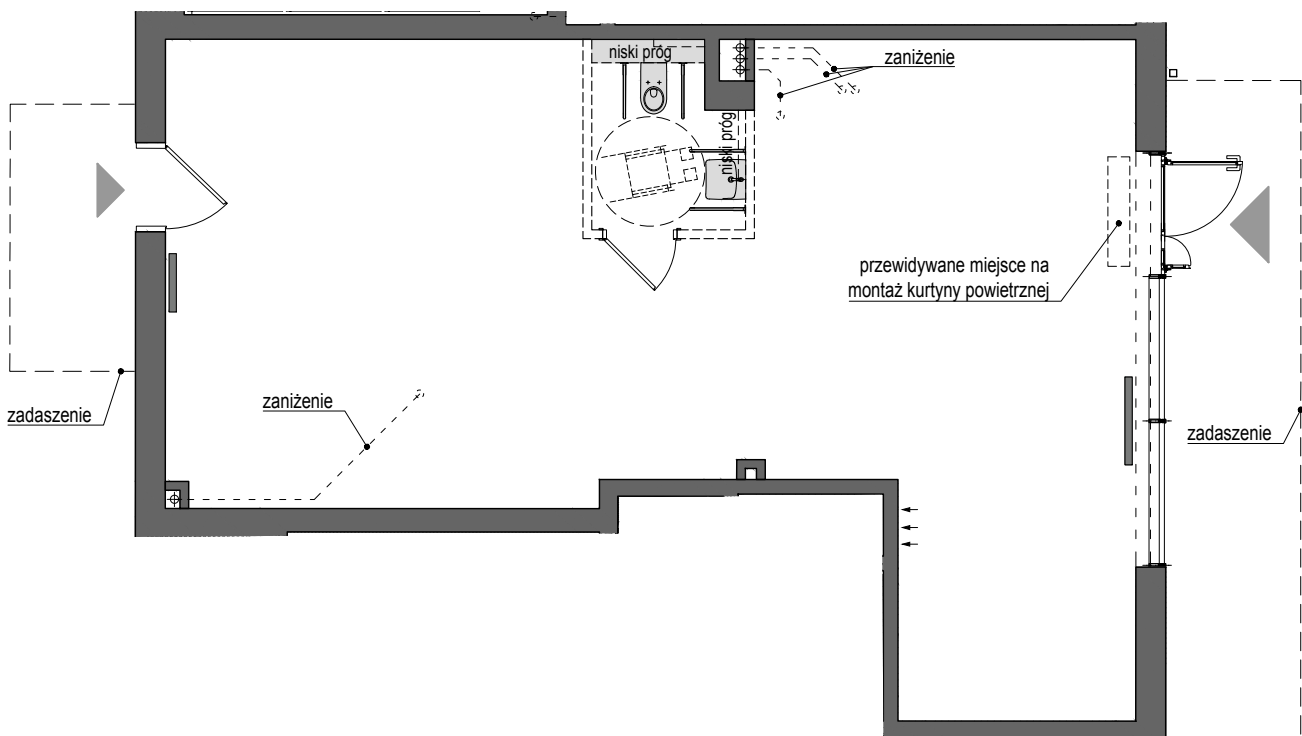 niski próg
zaniżenie
niski próg
przewidywane miejsce na
montaż kurtyny powietrznej
zaniżenie
zadaszenie
zadaszenie